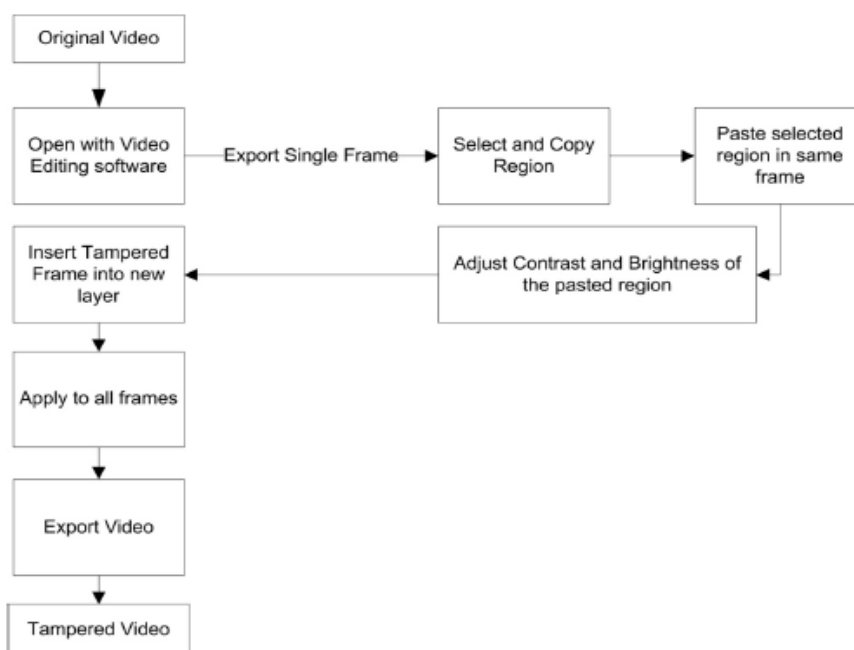 Original Video
Open with Video
Editing software
Export Single Frame
Select and Copy
Region
Paste selected
region in same
frame
Adjust Contrast and Brightness of
the pasted region
Insert Tampered
Frame into new
layer
Apply to all frames
Export Video
Tampered Video